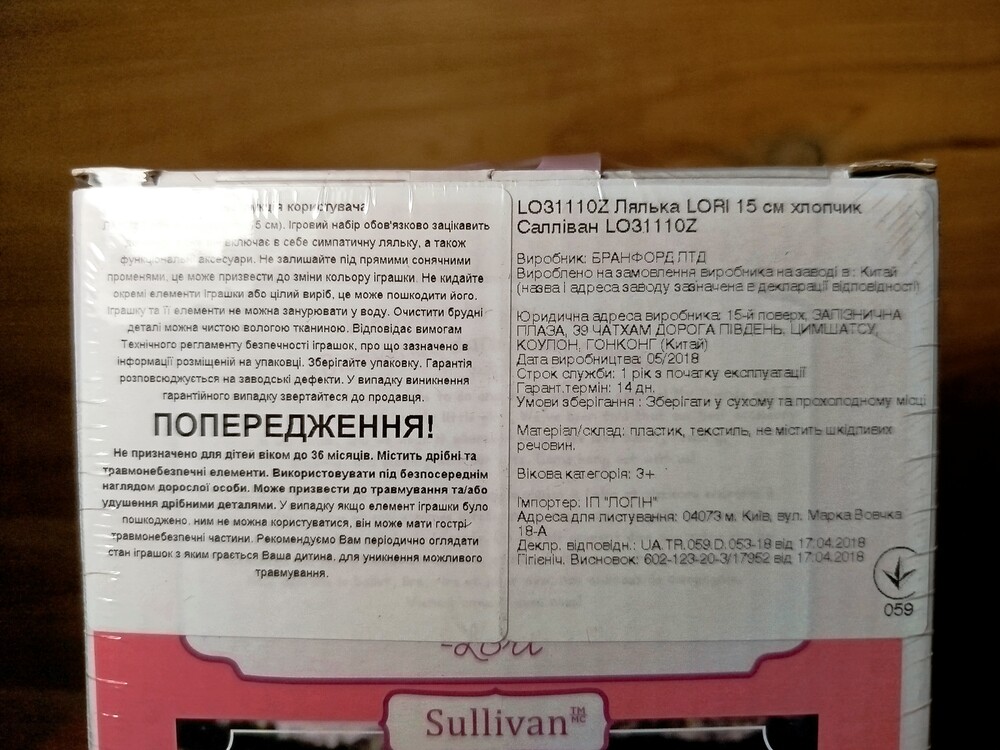 користувача
5 см). Ігровий набір обов'язково зацікавить
включає в себе симпатичну ляльку, а також
аксесуари. Не залишайте під прямими сонячними
променями, це може призвести до зміни кольору іграшки. Не кидайте
окремі елементи іграшки або цілий виріб, це може пошкодити його.
Іграшку та її елементи не можна занурювати у воду. Очистити брудні
деталі можна чистою вологою тканиною. Відповідає вимогам
Технічного регламенту безпечності іграшок, про що зазначено в
інформації розміщеній на упаковці. Зберігайте упаковку. Гарантія
розповсюджується на заводські дефекти. У випадку виникнення
гарантійного випадку звертайтеся до продавця.
ПОПЕРЕДЖЕННЯ!
Не призначено для дітей віком до 36 місяців. Містить дрібні та
травмонебезпечні елементи. Використовувати під безпосереднім
наглядом дорослої особи. Може призвести до травмування та/або
удушення дрібними деталями. У випадку якщо елемент іграшки було
пошкоджено, ним не можна користуватися, він може мати гострі
травмонебезпечні частини. Рекомендуємо Вам періодично оглядати
стан іграшок з яким грається Ваша дитина, для уникнення можливого
травмування.
LO31110Z Лялька LORI 15 см хлопчик
Салліван LO31110Z
Виробник: БРАНФОРД ЛТД
Вироблено на замовлення виробника на заводі в : Китай
(назва і адреса заводу зазначена в декларації відповідності)
Юридична адреса виробника: 15-й поверх, ЗАЛІЗНИЧНА
ПЛАЗА, 39 ЧАТХАМ ДОРОГА ПІВДЕНЬ, ЦИМШАТСУ,
КОУЛОН, ГОНКОНГ (Китай)
Дата виробництва: 05/2018
Строк служби: 1 рік з початку експлуатації
Гарант.термін: 14 дн.
Умови зберігання : Зберігати у сухому та прохолодному місці
Матеріал/склад: пластик, текстиль, не містить шкідливих
речовин.
Вікова категорія: 3+
Імпортер: ІП "ЛОГІН"
Адреса для листування: 04073 м. Київ, вул. Марка Вовчка
18-А
Деклр. відповідн.: UA.TR.059.D.053-18 від 17.04.2018
Гігієніч. Висновок: 602-123-20-3/17952 від 17.04.2018
059
Lori
Sullivan TM MC